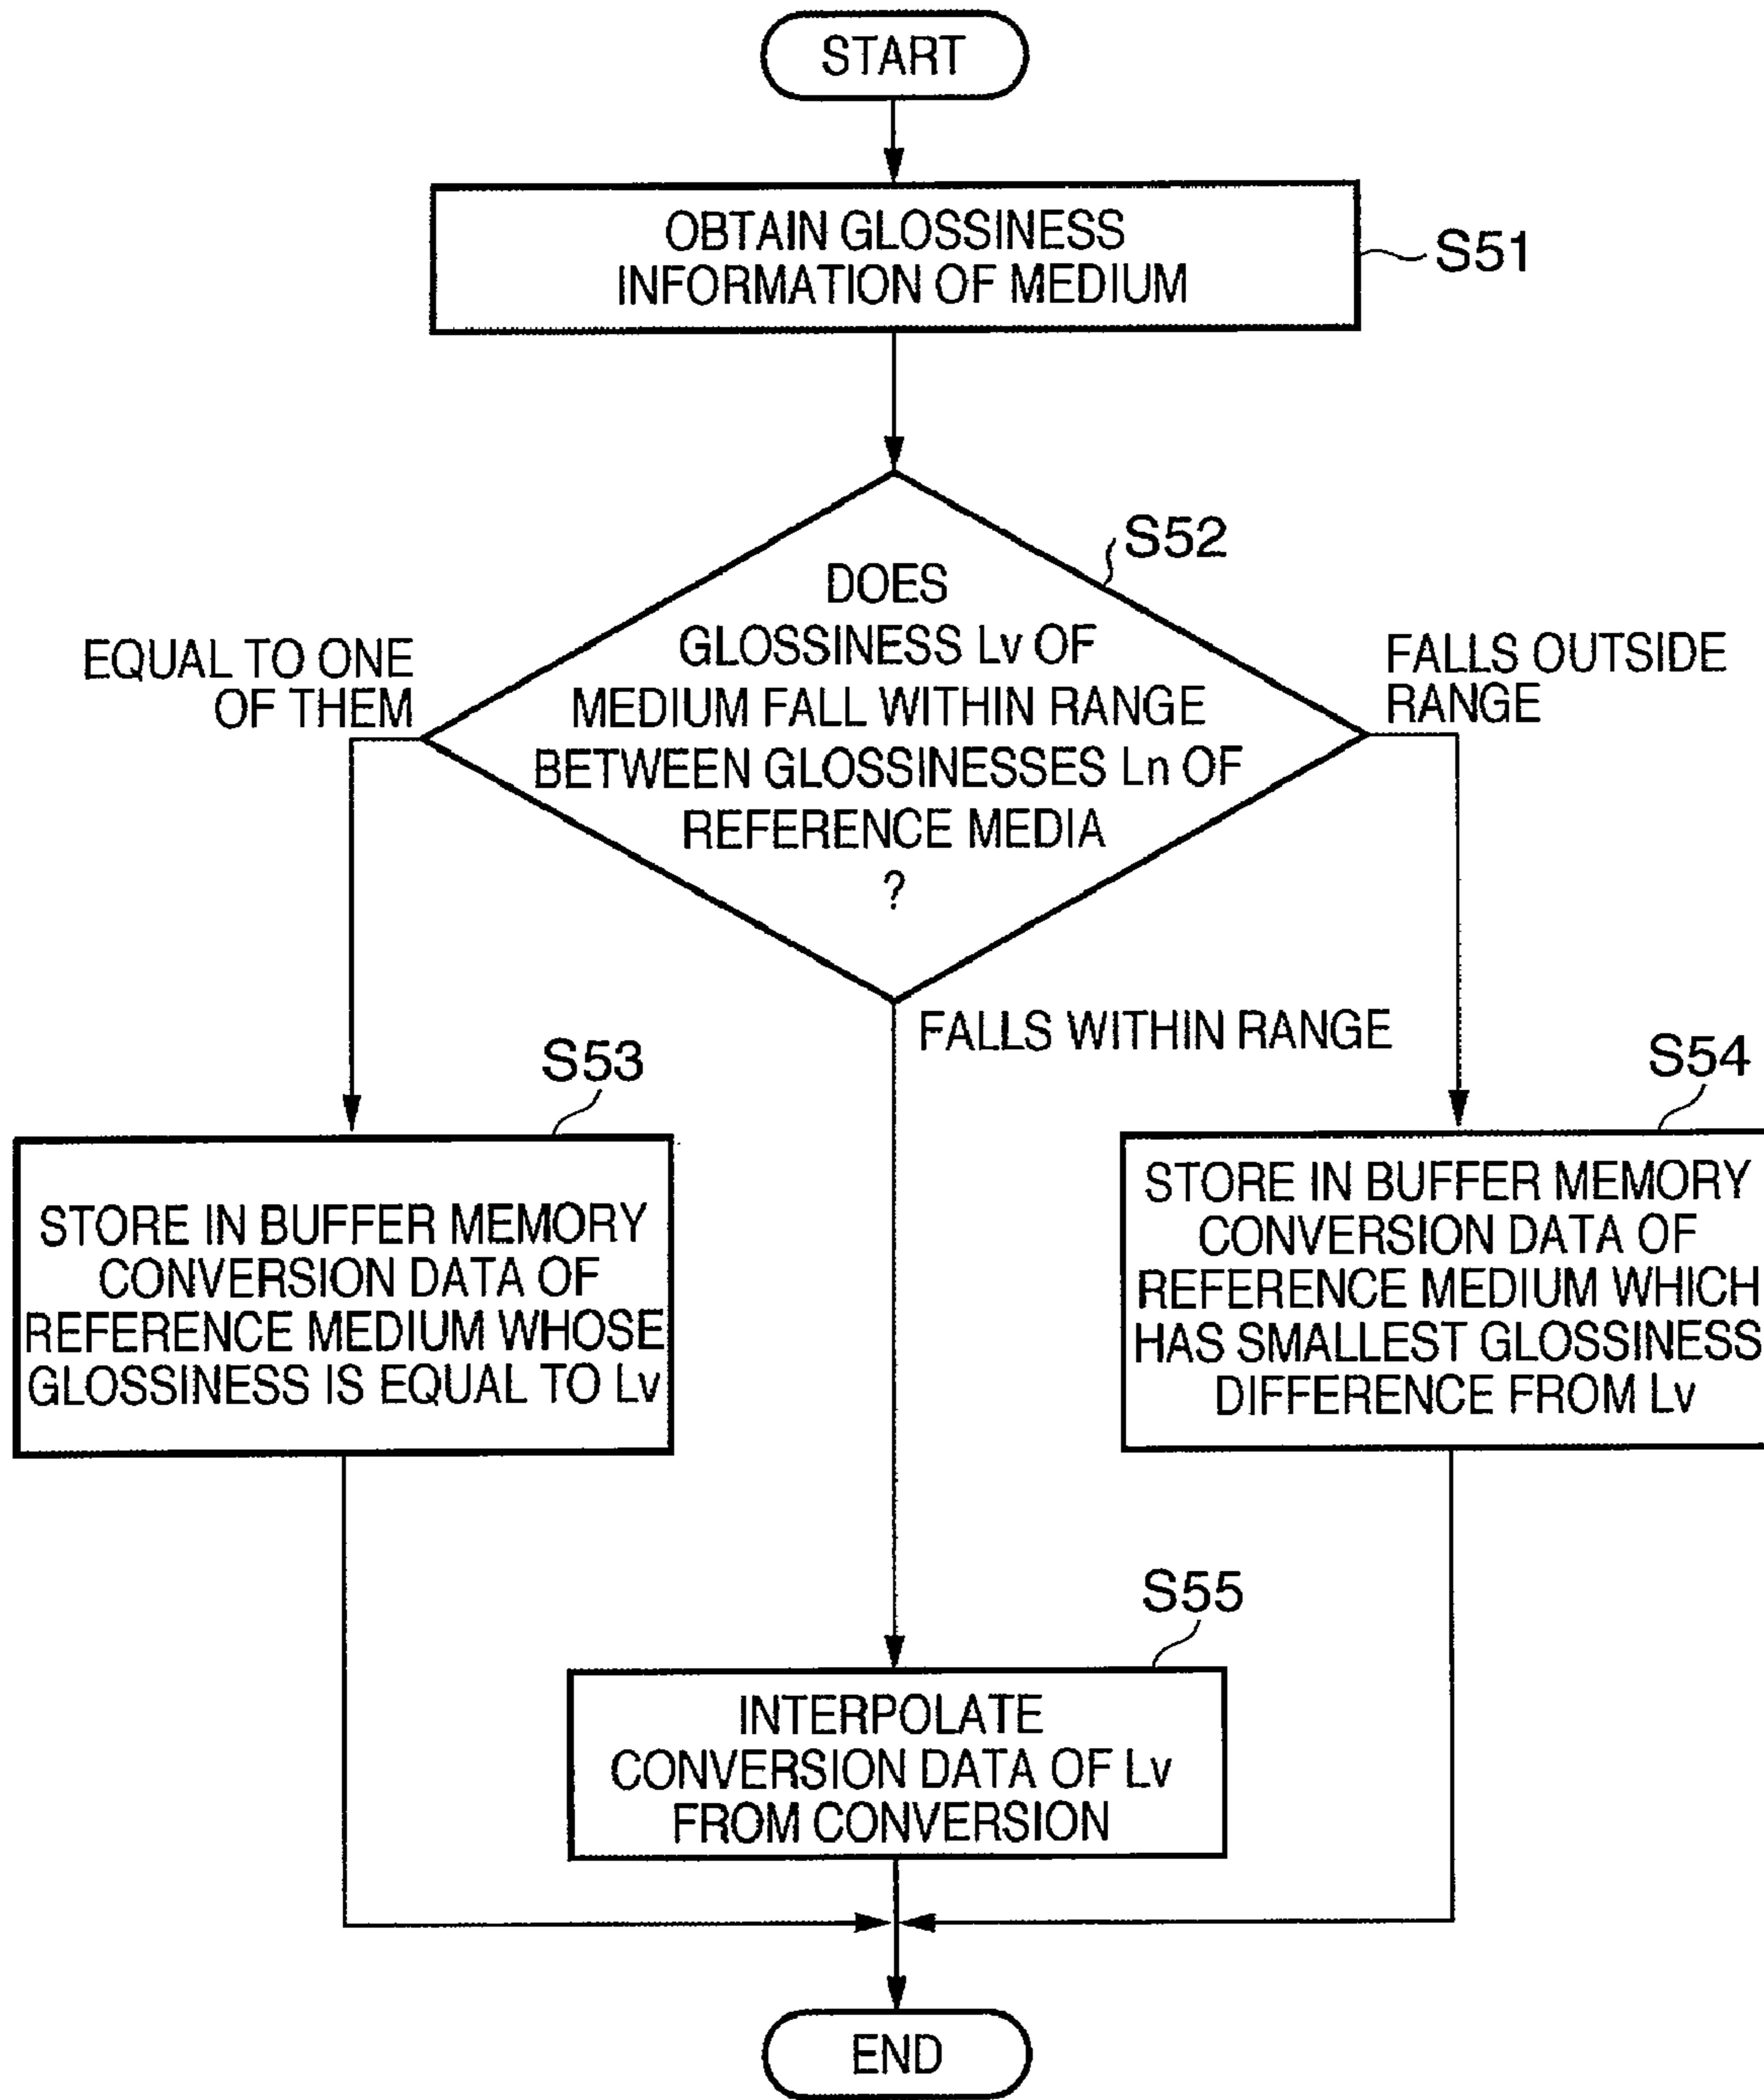 START
OBTAIN GLOSSINESS
INFORMATION OF MEDIUM
S51
S52
DOES
GLOSSINESS Lv OF
MEDIUM FALL WITHIN RANGE
BETWEEN GLOSSINESSES Ln OF
REFERENCE MEDIA
?
EQUAL TO ONE
OF THEM
FALLS OUTSIDE
RANGE
FALLS WITHIN RANGE
S53
STORE IN BUFFER MEMORY
CONVERSION DATA OF
REFERENCE MEDIUM WHOSE
GLOSSINESS IS EQUAL TO Lv
S54
STORE IN BUFFER MEMORY
CONVERSION DATA OF
REFERENCE MEDIUM WHICH
HAS SMALLEST GLOSSINESS
DIFFERENCE FROM Lv
S55
INTERPOLATE
CONVERSION DATA OF Lv
FROM CONVERSION
END